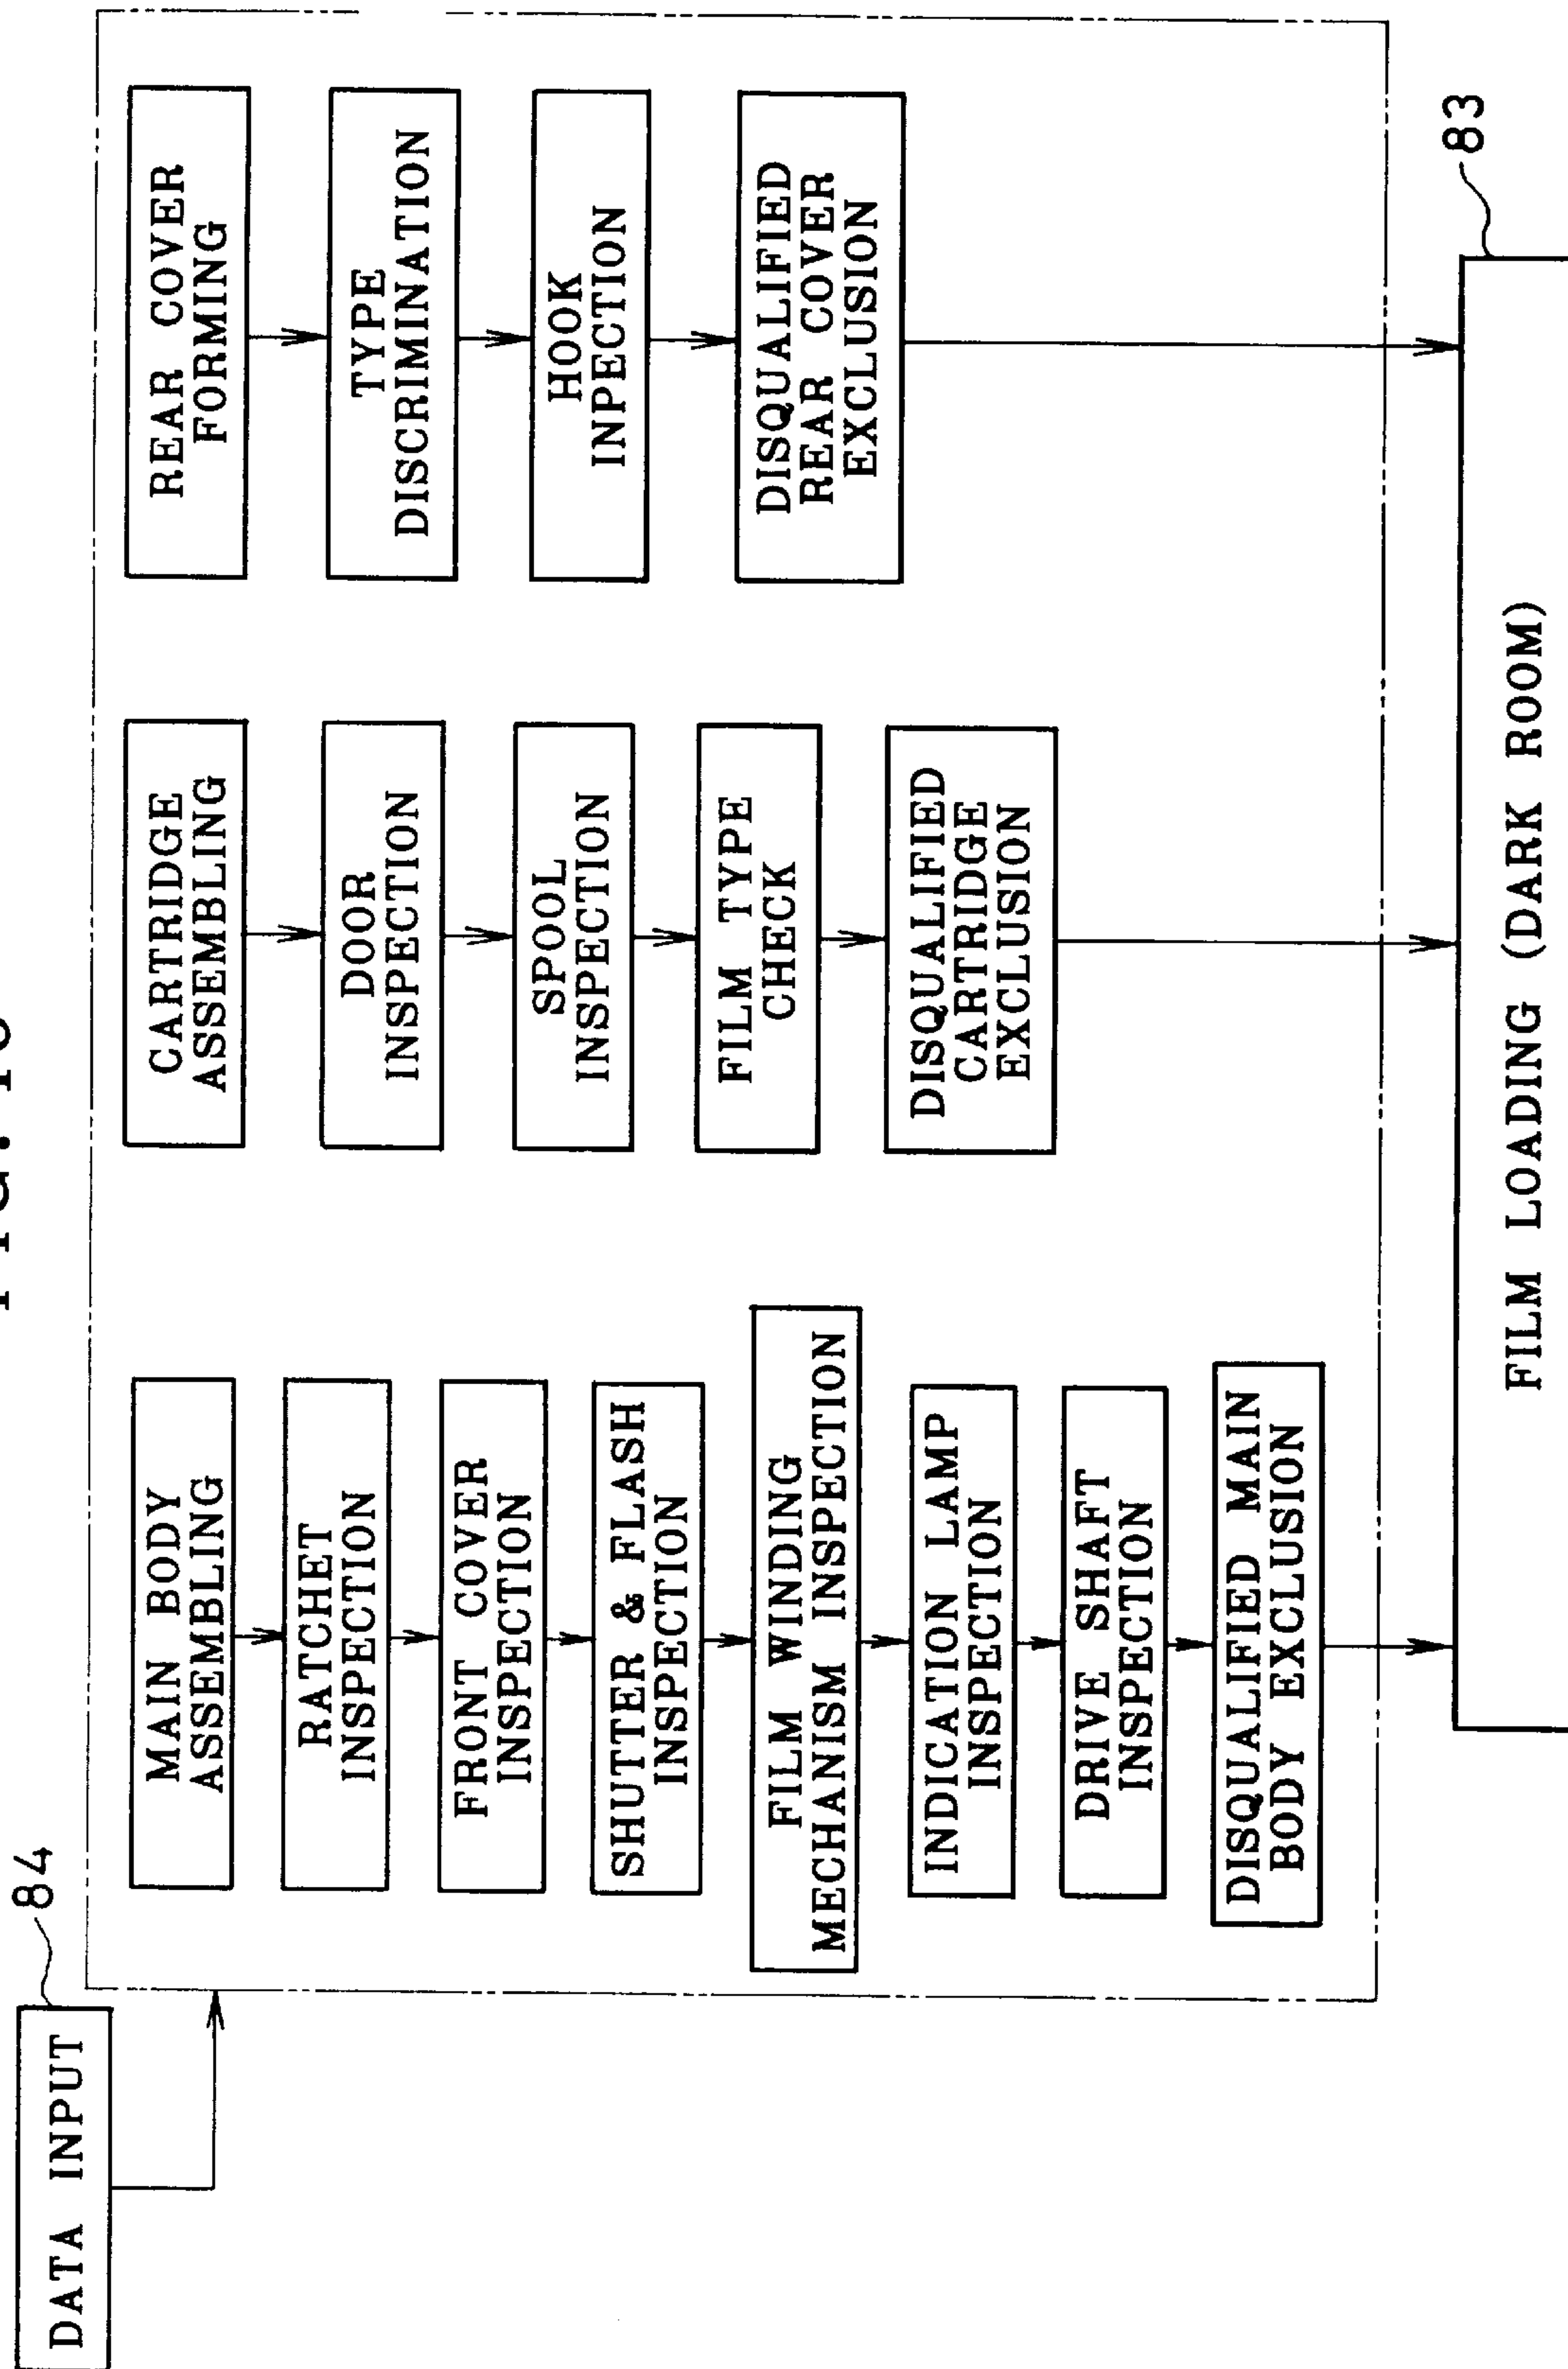 DATA INPUT
84
MAIN BODY
ASSEMBLING
RATCHET
INSPECTION
FRONT COVER
INSPECTION
SHUTTER & FLASH
INSPECTION
FILM WINDING
MECHANISM INSPECTION
INDICATION LAMP
INSPECTION
DRIVE SHAFT
INSPECTION
DISQUALIFIED MAIN
BODY EXCLUSION
CARTRIDGE
ASSEMBLING
DOOR
INSPECTION
SPOOL
INSPECTION
FILM TYPE
CHECK
DISQUALIFIED
CARTRIDGE
EXCLUSION
REAR COVER
FORMING
TYPE
DISCRIMINATION
HOOK
INPECTION
DISQUALIFIED
REAR COVER
EXCLUSION
83
FILM LOADING (DARK ROOM)